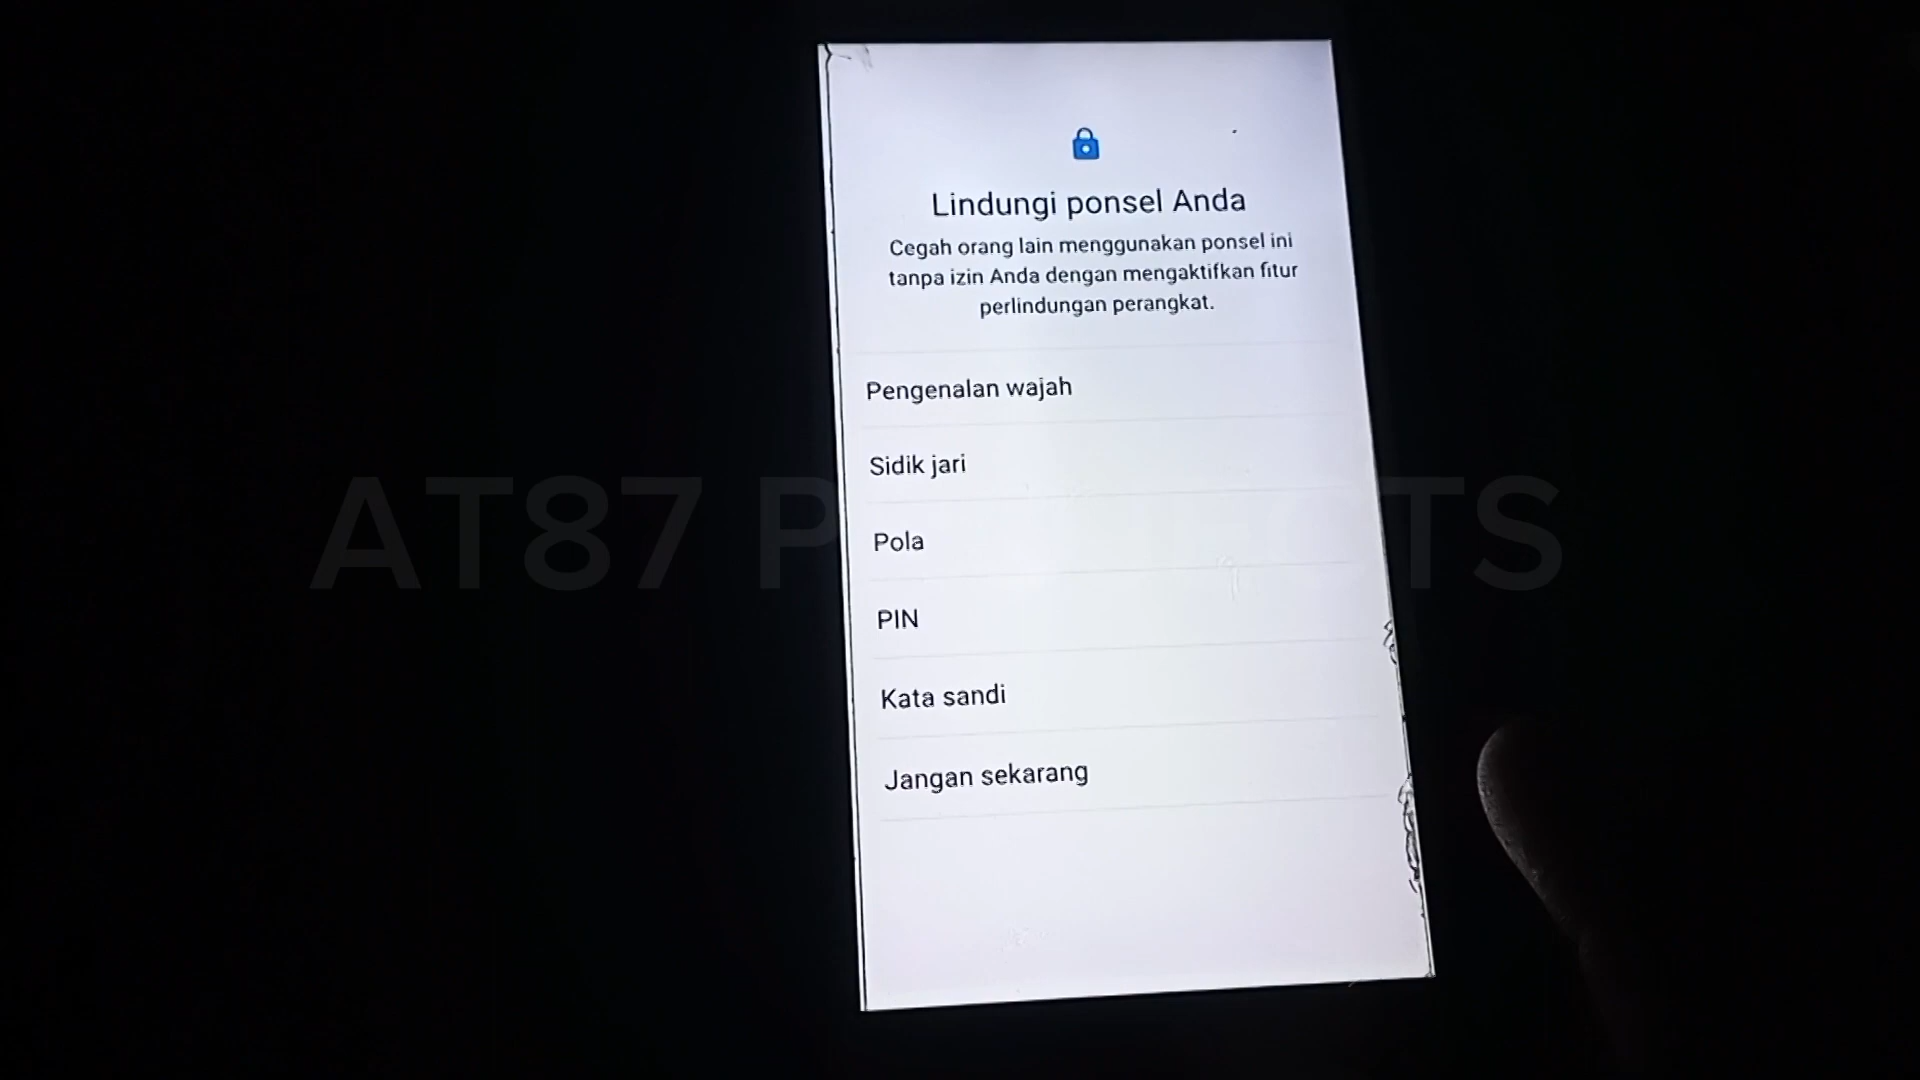 Lindungi ponsel Anda
Cegah orang lain menggunakan ponsel ini
tanpa izin Anda dengan mengaktifkan fitur
perlindungan perangkat.
Pengenalan wajah
Sidik jari
Pola
PIN
Kata sandi
Jangan sekarang